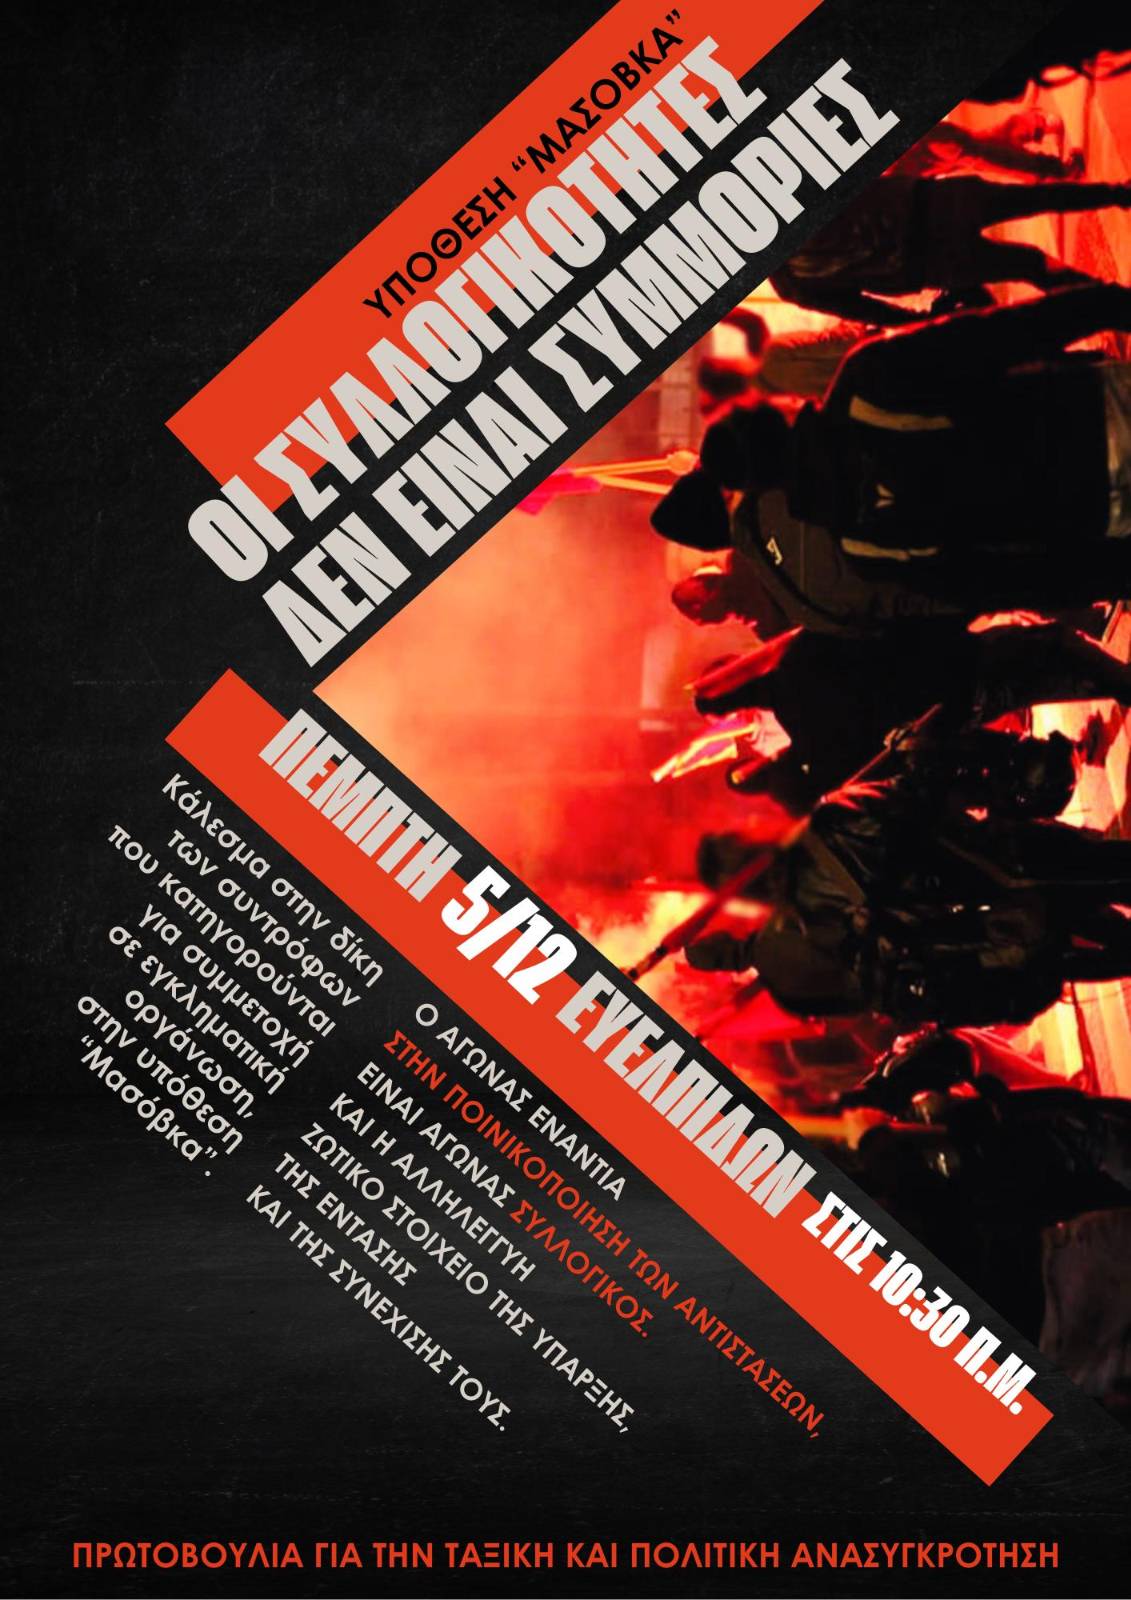 ΥΠΟΘΕΣΗ “ΜΑΣΟΒΚΑ”
ΟΙ ΣΥΛΛΟΓΙΚΟΤΗΤΕΣ
ΔΕΝ ΕΙΝΑΙ ΣΥΜΜΟΡΙΕΣ
ΠΕΜΠΤΗ 5/12 ΕΥΕΛΠΙΔΩΝ ΣΤΙΣ 10:30 Π.Μ.
Κάλεσμα στην δίκη
των συντρόφων
που κατηγορούνται
για συμμετοχή
σε εγκληματική
οργάνωση,
στην υπόθεση
“Μασόβκα”.
Ο ΑΓΩΝΑΣ ΕΝΑΝΤΙΑ
ΣΤΗΝ ΠΟΙΝΙΚΟΠΟΙΗΣΗ ΤΩΝ ΑΝΤΙΣΤΑΣΕΩΝ,
ΕΙΝΑΙ ΑΓΩΝΑΣ ΣΥΛΛΟΓΙΚΟΣ.
ΚΑΙ Η ΑΛΛΗΛΕΓΓΥΗ
ΖΩΤΙΚΟ ΣΤΟΙΧΕΙΟ ΤΗΣ ΥΠΑΡΞΗΣ,
ΤΗΣ ΕΝΤΑΣΗΣ
ΚΑΙ ΤΗΣ ΣΥΝΕΧΙΣΗΣ ΤΟΥΣ.
ΠΡΩΤΟΒΟΥΛΙΑ ΓΙΑ ΤΗΝ ΤΑΞΙΚΗ ΚΑΙ ΠΟΛΙΤΙΚΗ ΑΝΑΣΥΓΚΡΟΤΗΣΗ